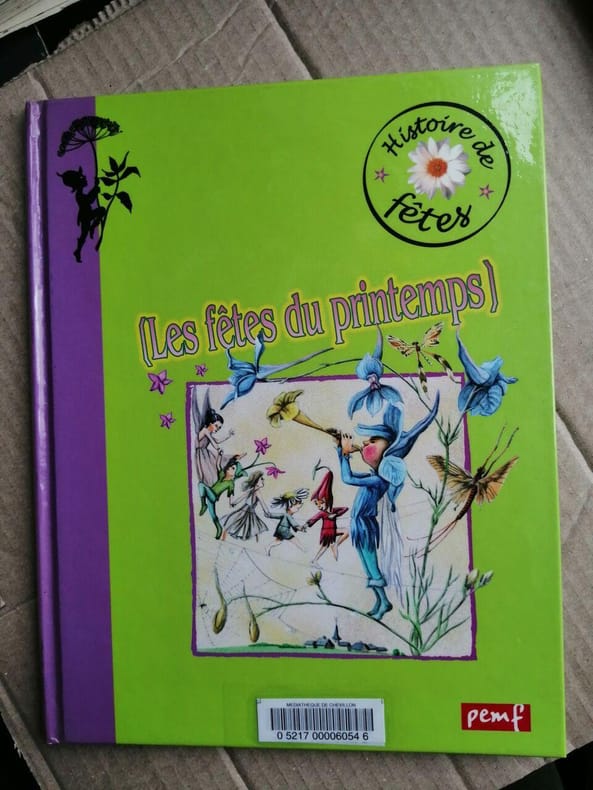 Histoire de
fêtes
(Les fêtes du printemps)
MEDIATHEQUE DE CHEVILLON
0 5217 00006054 6
pemf